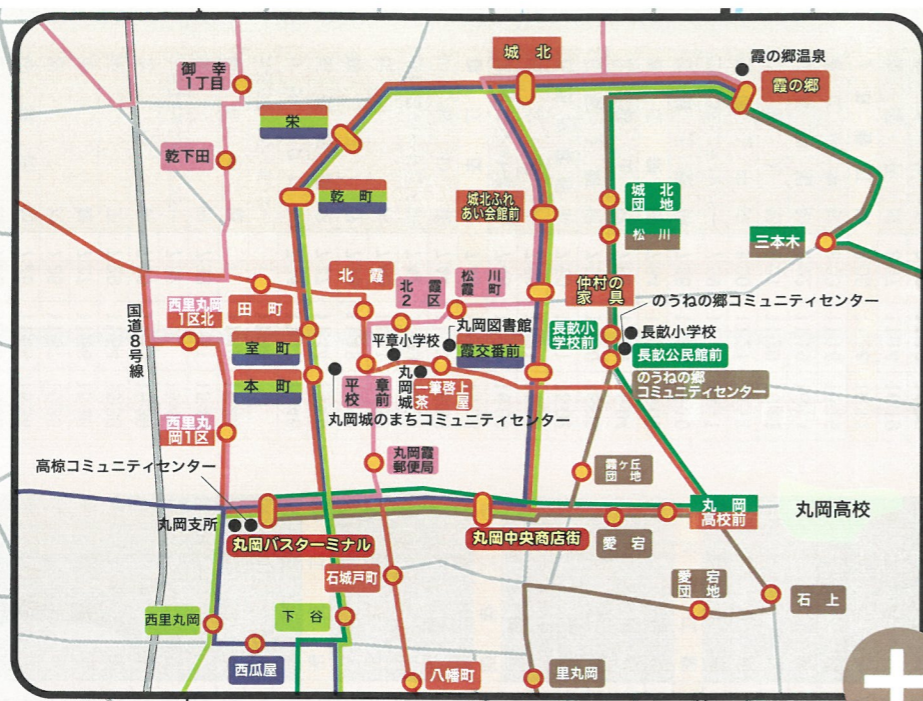 城 北
霞の郷温泉
霞の郷
御 幸
1丁目
栄
乾下田
乾 町
城北ふれ
あい会館前
城 北
団 地
松 川
三本木
北 霞
松 川
霞 町
北 霞
2 区
仲村の
家 具
のうねの郷コミュニティセンター
西里丸岡
1区北
田 町
国道8号線
室 町
平章小学校
丸岡図書館
霞交番前
長畝小
学校前
長畝小学校
長畝公民館前
本 町
平 章
校 前
丸岡城
一筆啓上
茶 屋
のうねの郷
コミュニティセンター
丸岡城のまちコミュニティセンター
西里丸
岡1区
丸岡霞
郵便局
高椋コミュニティセンター
霞ヶ丘
団 地
丸岡支所
丸岡バスターミナル
丸岡中央商店街
愛 宕
丸 岡
高校前
丸岡高校
石城戸町
愛 宕
団 地
石 上
西里丸岡
下 谷
西瓜屋
八幡町
里丸岡